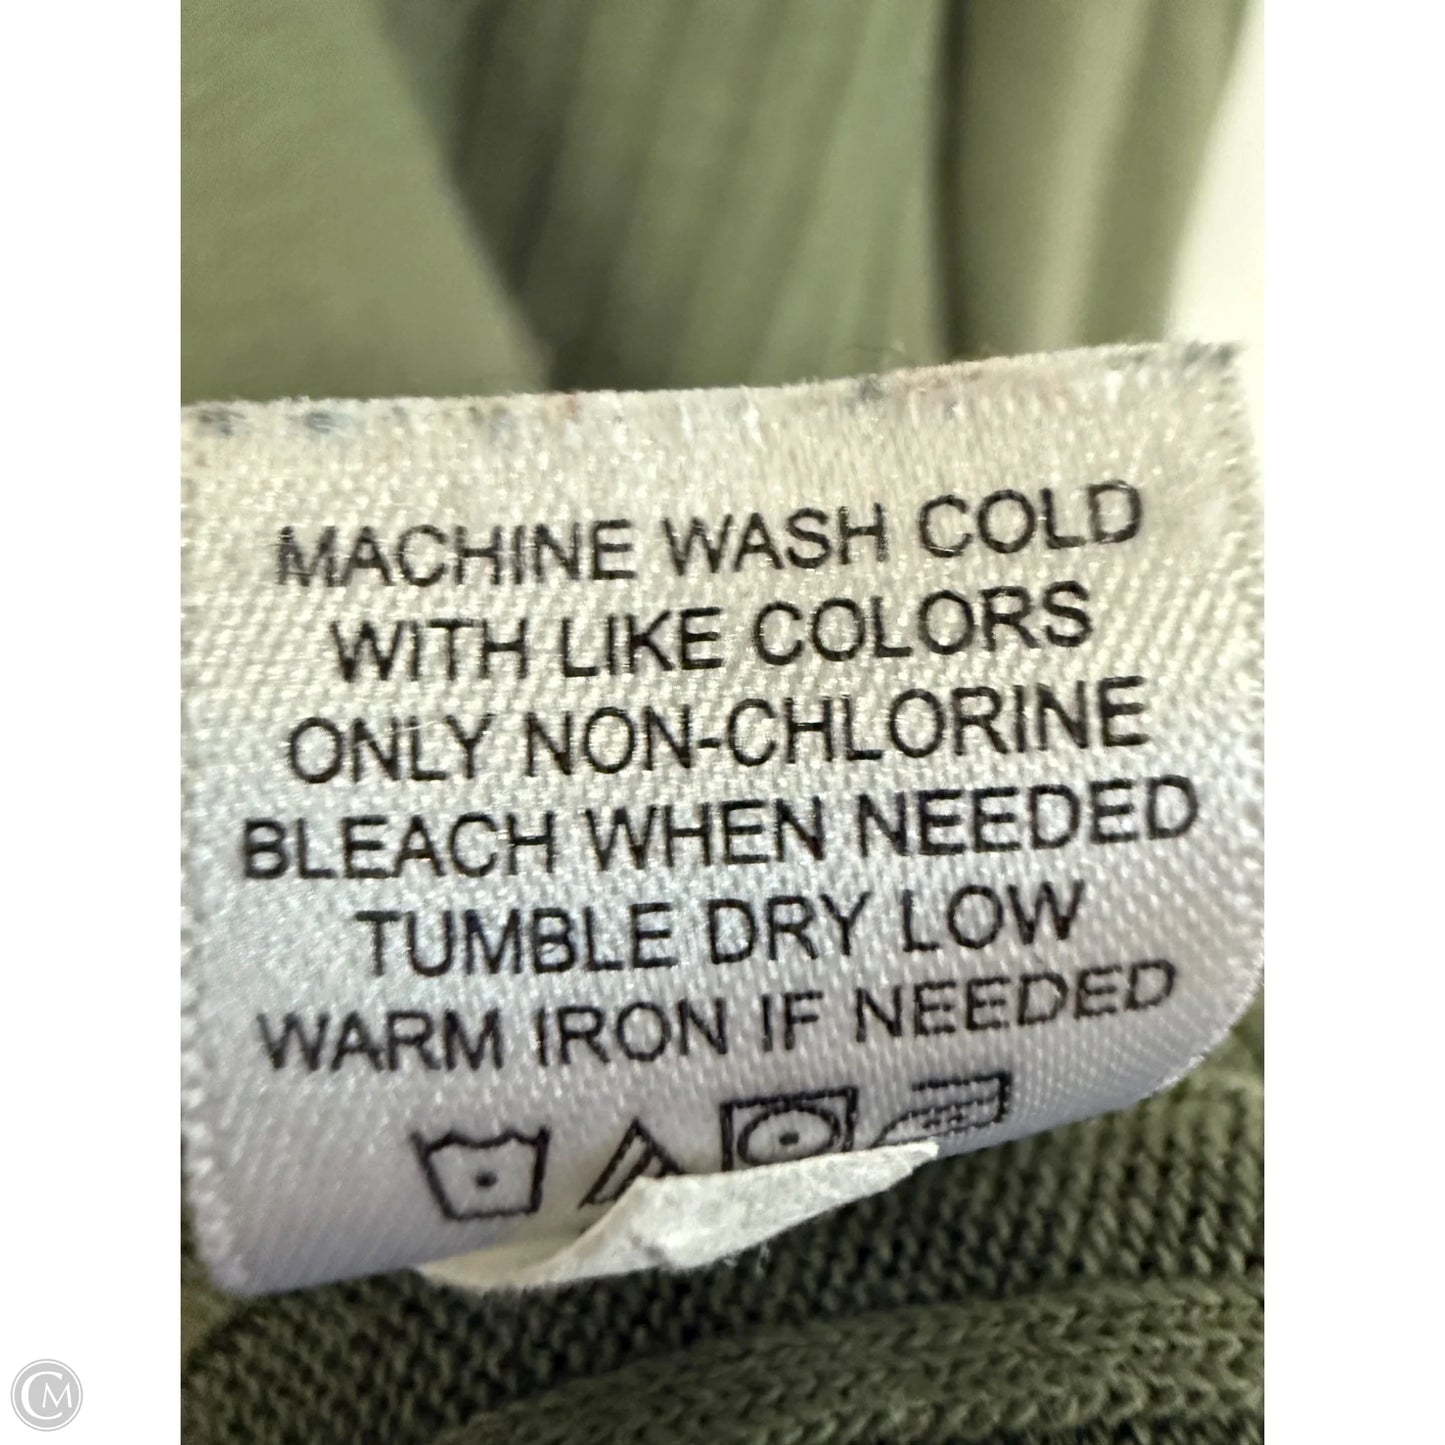 MACHINE WASH COLD
WITH LIKE COLORS
ONLY NON-CHLORINE
BLEACH WHEN NEEDED
TUMBLE DRY LOW
WARM IRON IF NEEDED
CM